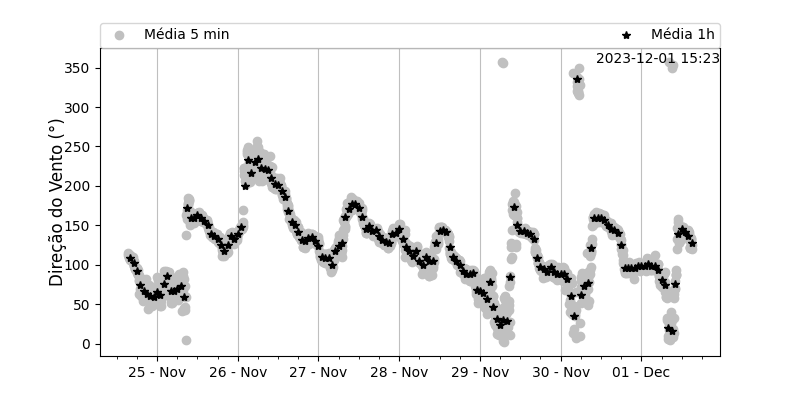 Média 5 min
Média 1h
2023-12-01 15:23
Direção do Vento (°)
350
300
250
200
150
100
50
0
25 - Nov
26 - Nov
27 - Nov
28 - Nov
29 - Nov
30 - Nov
01 - Dec